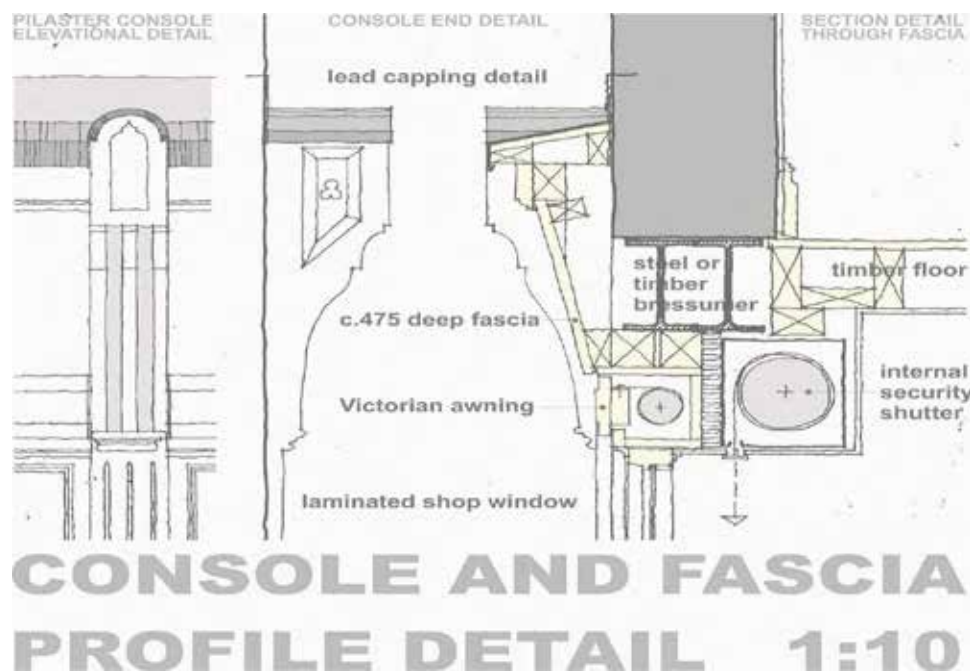 PILASTER CONSOLE
ELEVATIONAL DETAIL
CONSOLE END DETAIL
SECTION DETAIL
THROUGH FASCIA
lead capping detail
steel or
timber
bressumer
timber floor
c.475 deep fascia
internal
security
shutter
Victorian awning
laminated shop window
CONSOLE AND FASCIA
PROFILE DETAIL 1:10